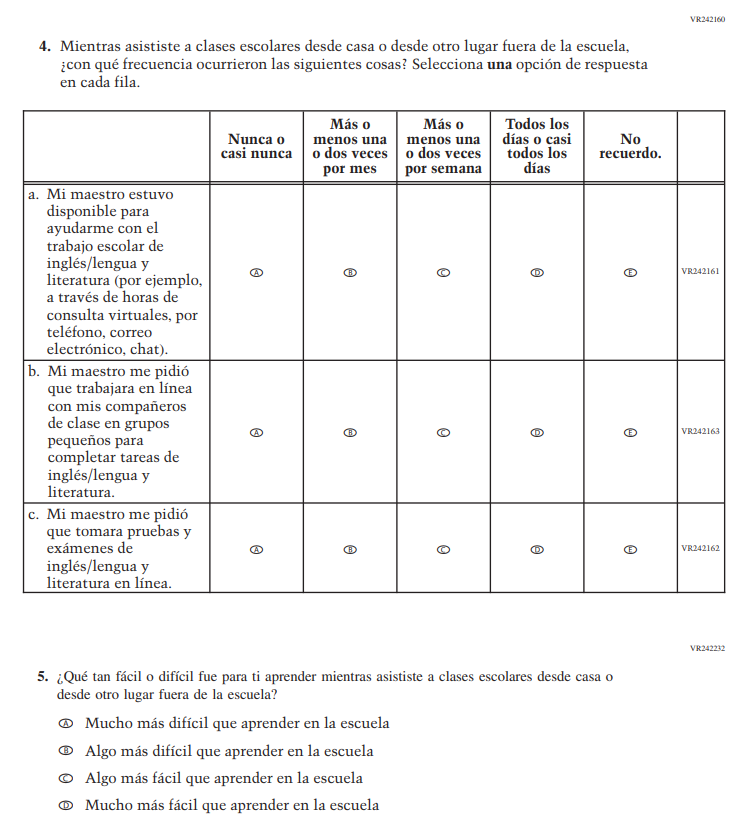 VR242160
4. Mientras asististe a clases escolares desde casa o desde otro lugar fuera de la escuela,
¿con qué frecuencia ocurrieron las siguientes cosas? Selecciona una opción de respuesta
en cada fila.
Nunca o
casi nunca
Más o
menos una
o dos veces
por mes
Más o
menos una
o dos veces
por semana
Todos los
días o casi
todos los
días
No
recuerdo.
a. Mi maestro estuvo
disponible para
ayudarme con el
trabajo escolar de
inglés/lengua y
literatura (por ejemplo,
a través de horas de
consulta virtuales, por
teléfono, correo
electrónico, chat).
A B C D E VR242161
b. Mi maestro me pidió
que trabajara en línea
con mis compañeros
de clase en grupos
pequeños para
completar tareas de
inglés/lengua y
literatura.
A B C D E VR242163
c. Mi maestro me pidió
que tomara pruebas y
exámenes de
inglés/lengua y
literatura en línea.
A B C D E VR242162
VR242232
5. ¿Qué tan fácil o difícil fue para ti aprender mientras asististe a clases escolares desde casa o
desde otro lugar fuera de la escuela?
A Mucho más difícil que aprender en la escuela
B Algo más difícil que aprender en la escuela
C Algo más fácil que aprender en la escuela
D Mucho más fácil que aprender en la escuela